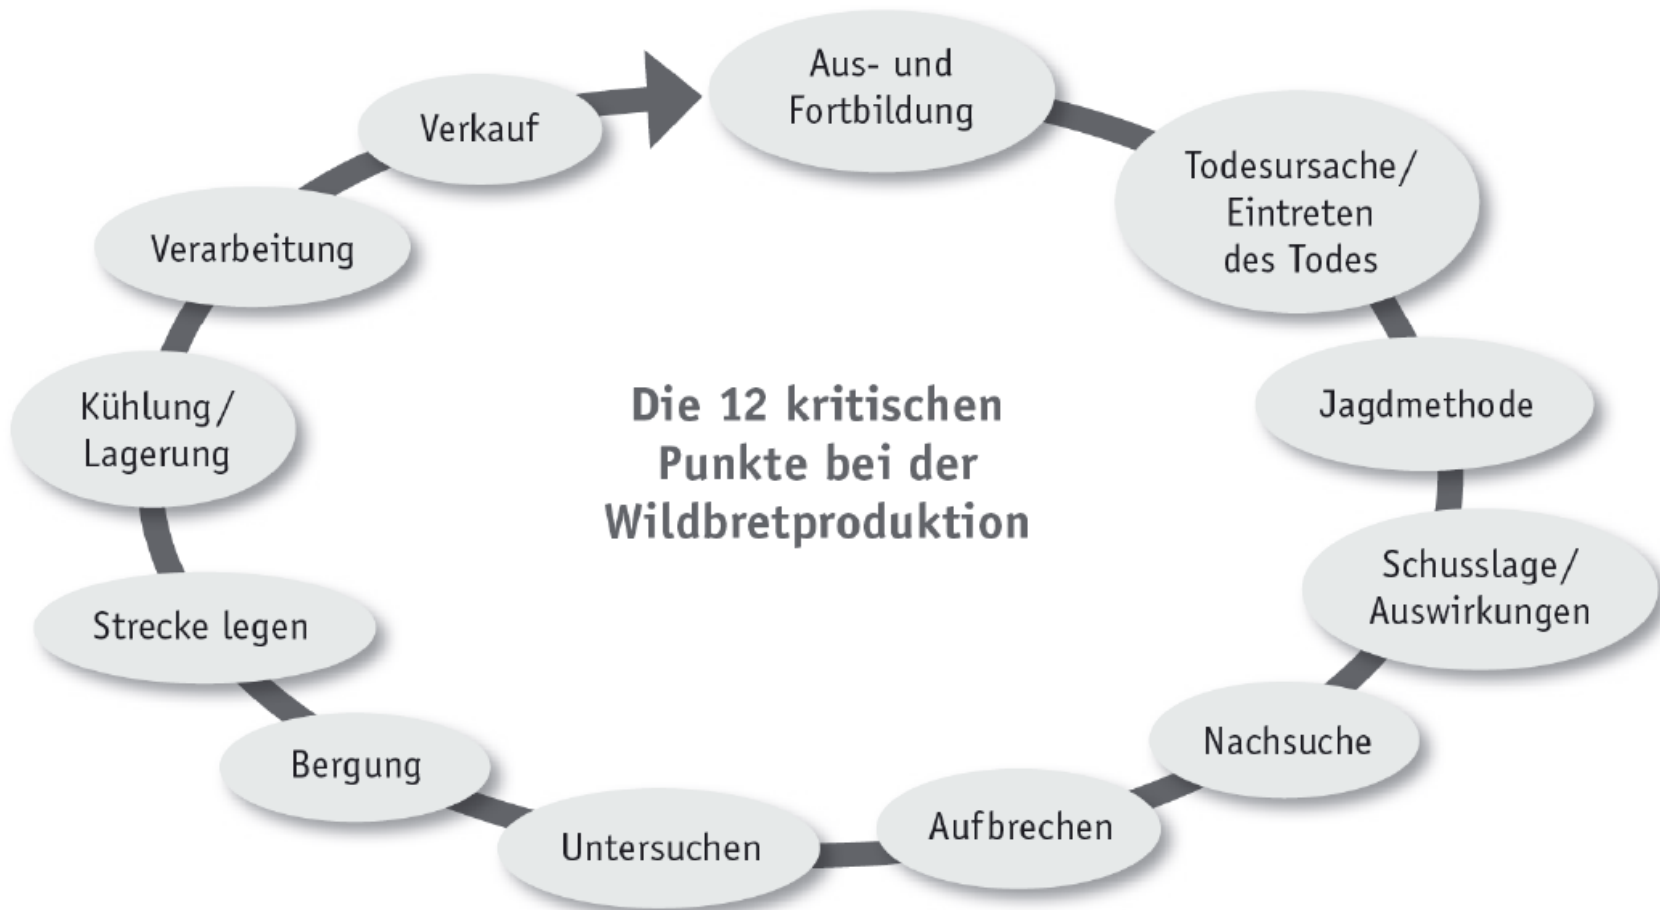 Aus- und
Fortbildung
Todesursache/
Eintreten
des Todes
Jagdmethode
Schusslage/
Auswirkungen
Nachsuche
Aufbrechen
Untersuchen
Bergung
Strecke legen
Kühlung/
Lagerung
Verarbeitung
Verkauf
Die 12 kritischen
Punkte bei der
Wildbretproduktion